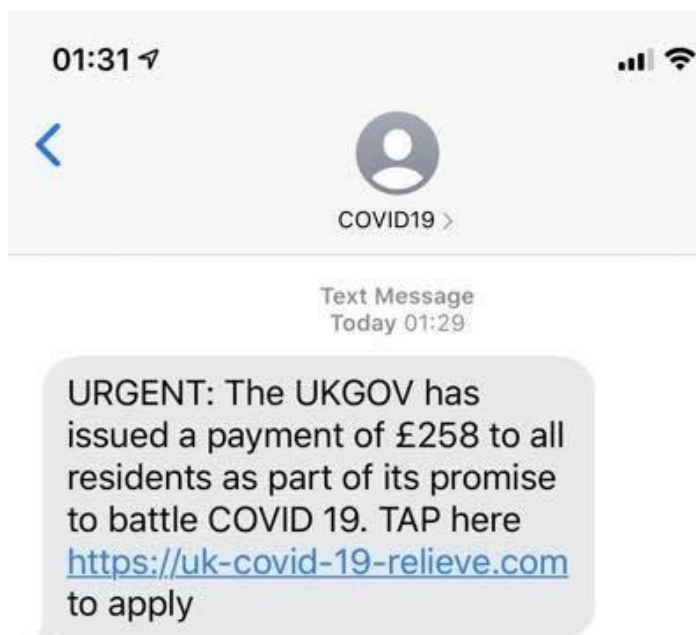 01:31
COVID19 >
Text Message
Today 01:29
URGENT: The UKGOV has
issued a payment of £258 to all
residents as part of its promise
to battle COVID 19. TAP here
https://uk-covid-19-relieve.com
to apply